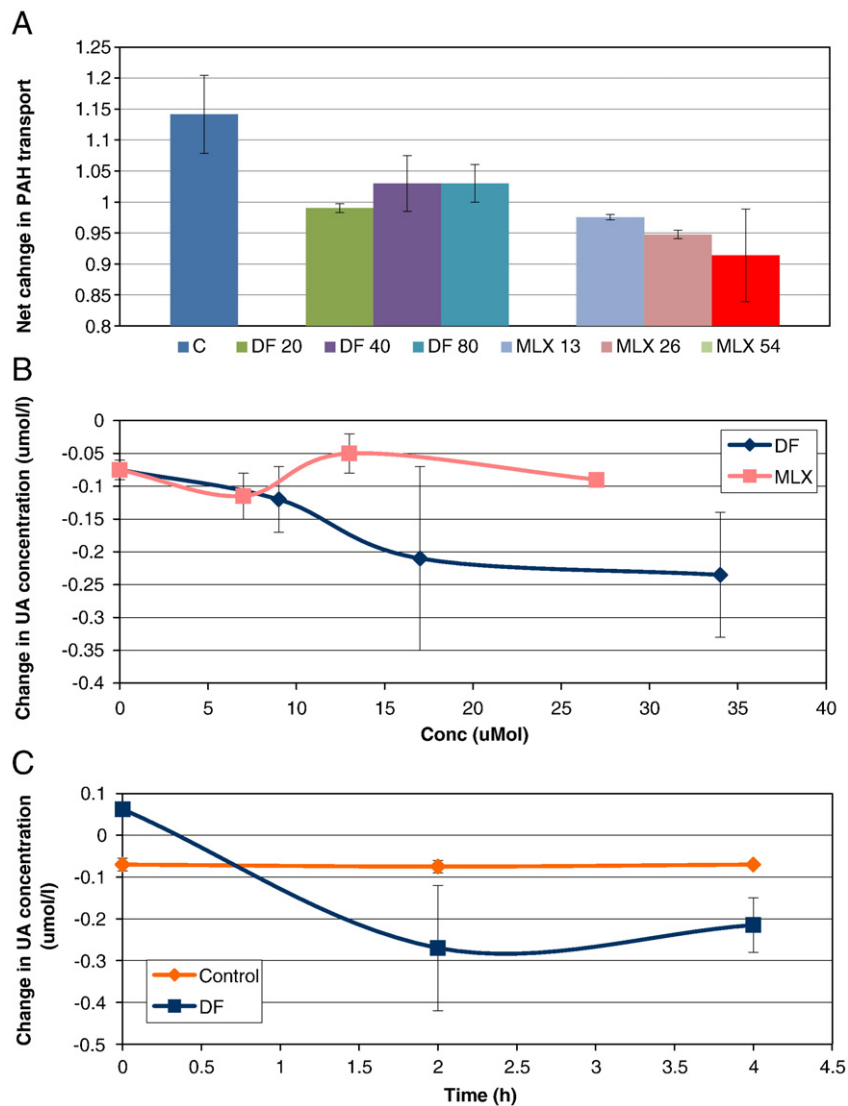 A
Net cahnge in PAH transport
1.25
1.2
1.15
1.1
1.05
1
0.95
0.9
0.85
0.8
C DF 20 DF 40 DF 80 MLX 13 MLX 26 MLX 54
B
Change in UA concentration (umol/l)
0
-0.05
-0.1
-0.15
-0.2
-0.25
-0.3
-0.35
-0.4
DF
MLX
0 5 10 15 20 25 30 35 40
Conc (uMol)
C
Change in UA concentration
(umol/l)
0.1
0
-0.1
-0.2
-0.3
-0.4
-0.5
Control
DF
0 0.5 1 2 2.5 3 3.5 4 4.5
Time (h)